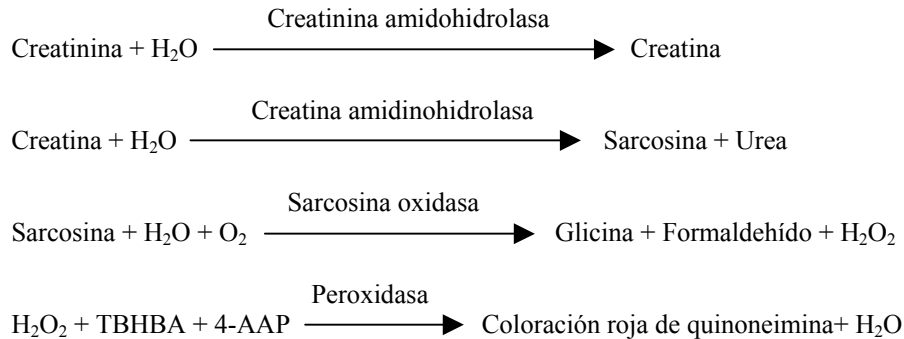 Creatinina amidohidrolasa
Creatinina + H₂O → Creatina
Creatina amidinohidrolasa
Creatina + H₂O → Sarcosina + Urea
Sarcosina oxidasa
Sarcosina + H₂O + O₂ → Glicina + Formaldehído + H₂O₂
Peroxidasa
H₂O₂ + TBHBA + 4-AAP → Coloración roja de quinoneimina+ H₂O